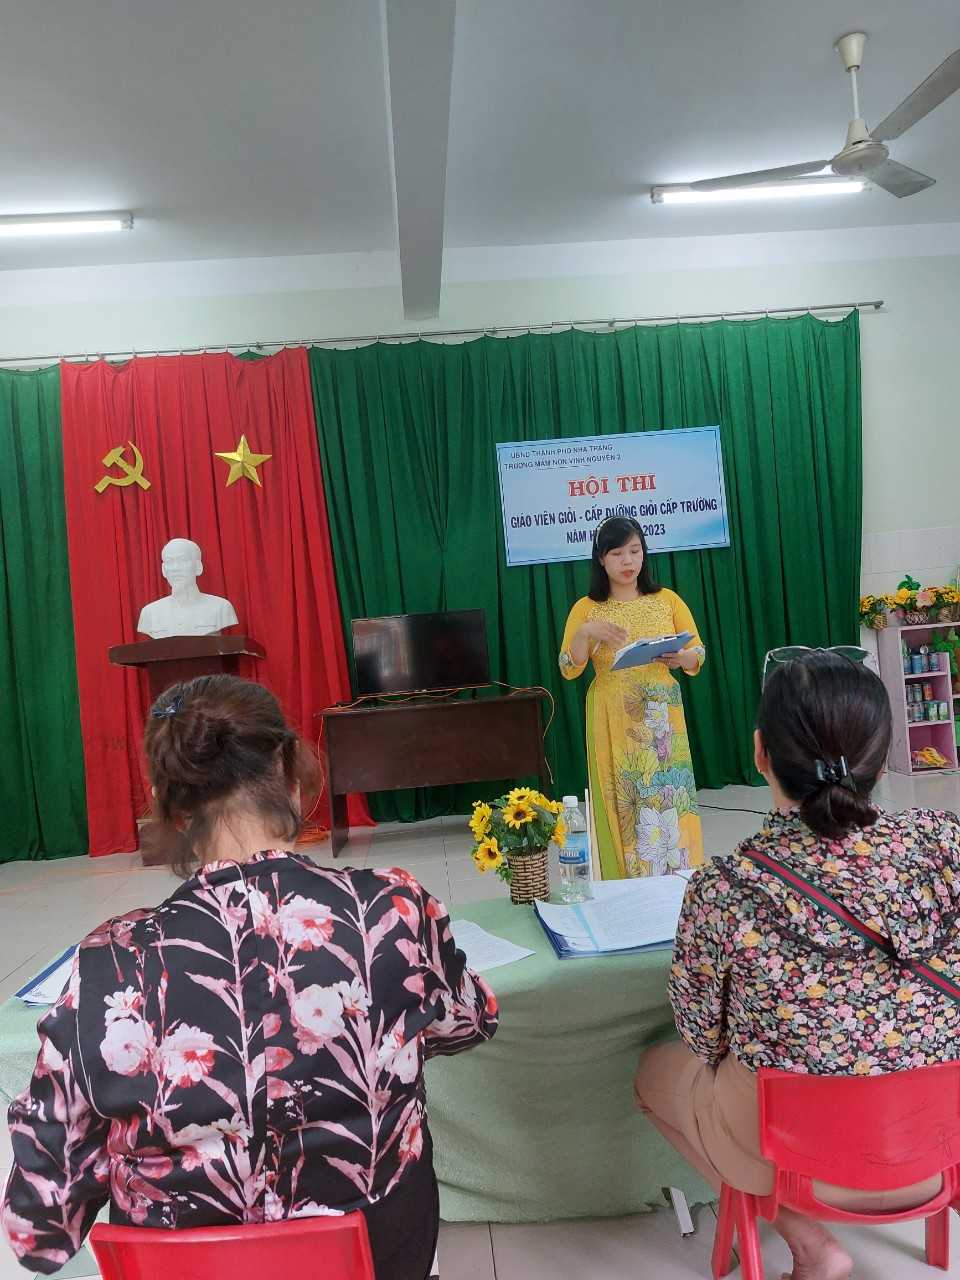 UBND THÀNH PHỐ NHA TRANG
TRƯỜNG MẦM NON VĨNH NGUYÊN 2
HỘI THI
GIÁO VIÊN GIỎI - CẤP DƯỠNG GIỎI CẤP TRƯỜNG
NĂM 2023